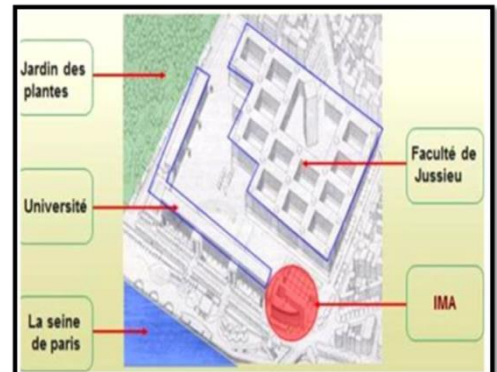 Jardin des
plantes
Université
La seine
de paris
Faculté de
Jussieu
IMA